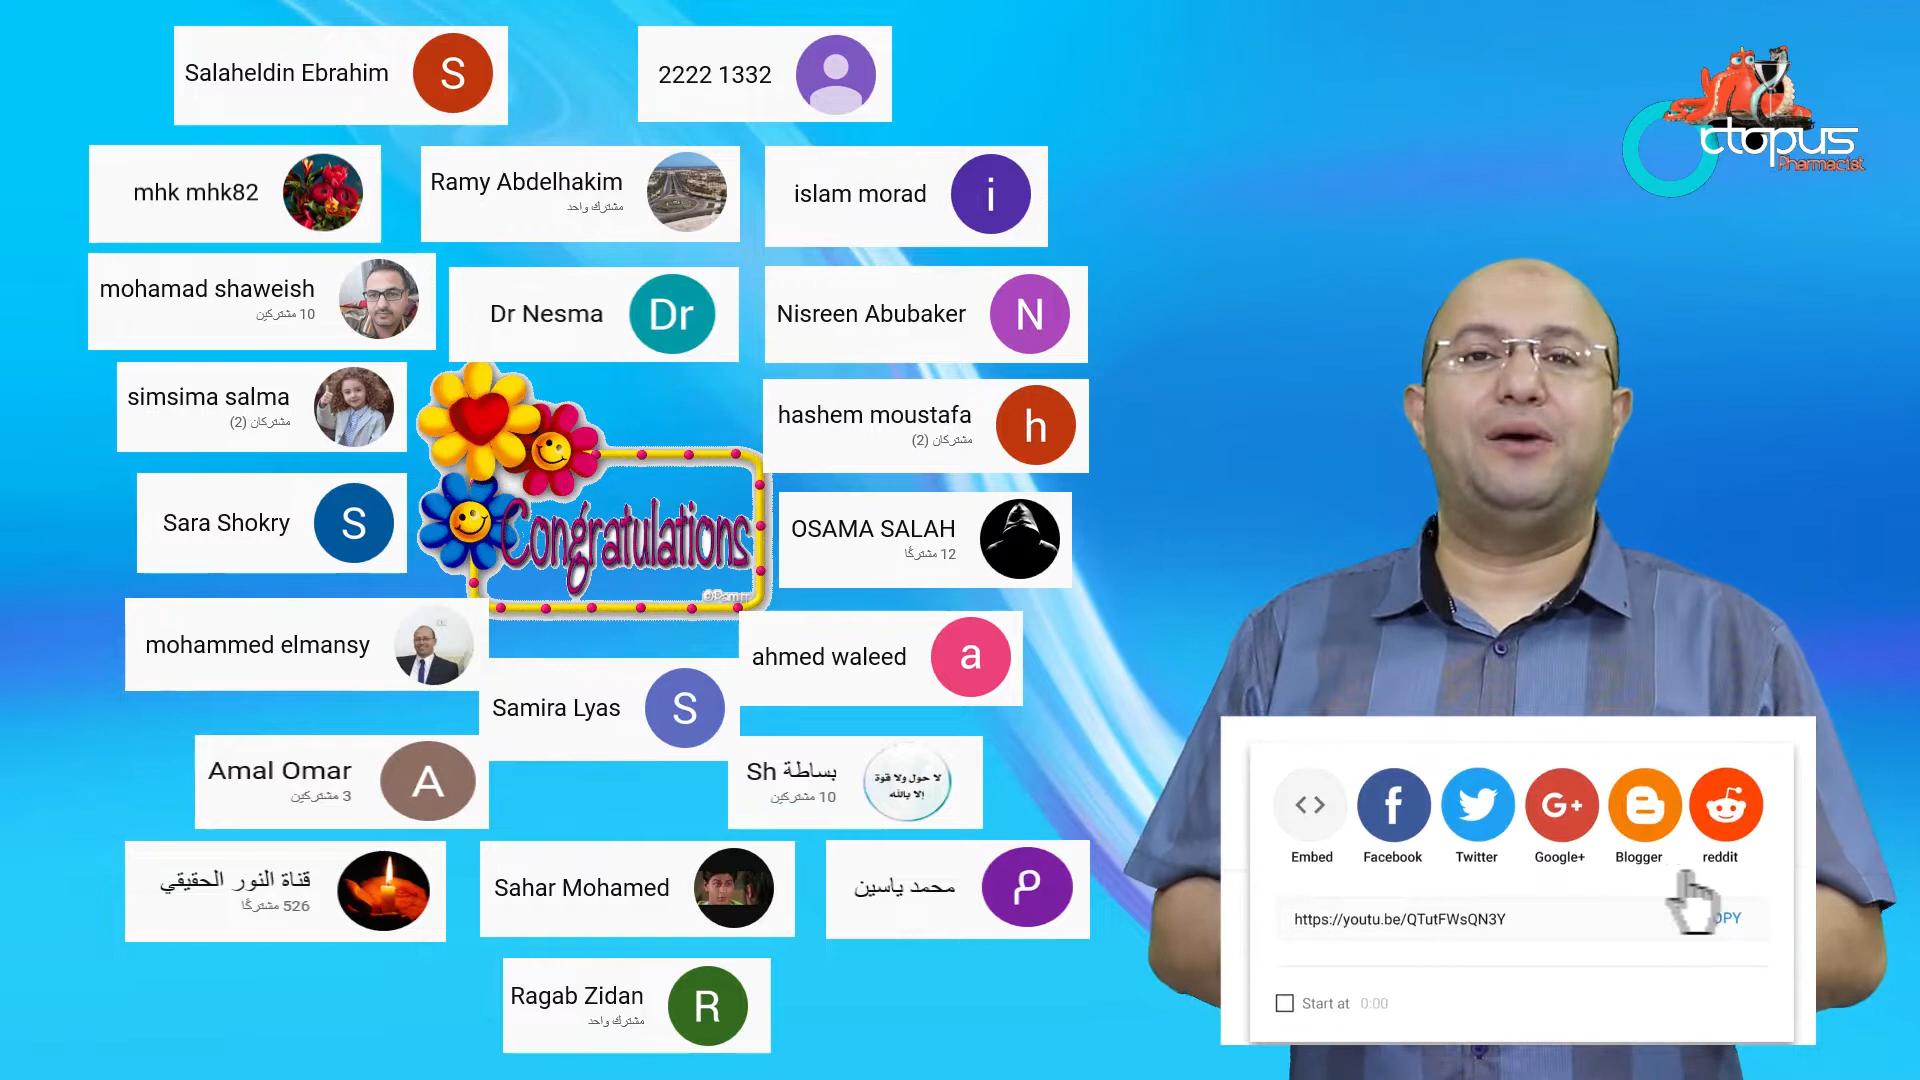 Salaheldin Ebrahim
S
2222 1332
ctopus
Pharmacist
mhk mhk82
Ramy Abdelhakim
مشترك واحد
islam morad
i
mohamad shaweish
10 مشتركين
Dr Nesma
Dr
Nisreen Abubaker
N
simsima salma
مشتركان (2)
hashem moustafa
مشتركان (2)
h
Sara Shokry
S
Congratulations
OSAMA SALAH
12 مشتركًا
mohammed elmansy
ahmed waleed
a
Samira Lyas
S
Amal Omar
3 مشتركين
A
بساطة Sh
10 مشتركين
لا حول ولا قوة
إلا بالله
قناة النور الحقيقي
526 مشتركًا
Sahar Mohamed
محمد ياسين
م
Ragab Zidan
مشترك واحد
R
f
G+
Embed
Facebook
Twitter
Google+
Blogger
reddit
https://youtu.be/QTutFWsQN3Y
OPY
Start at 0:00